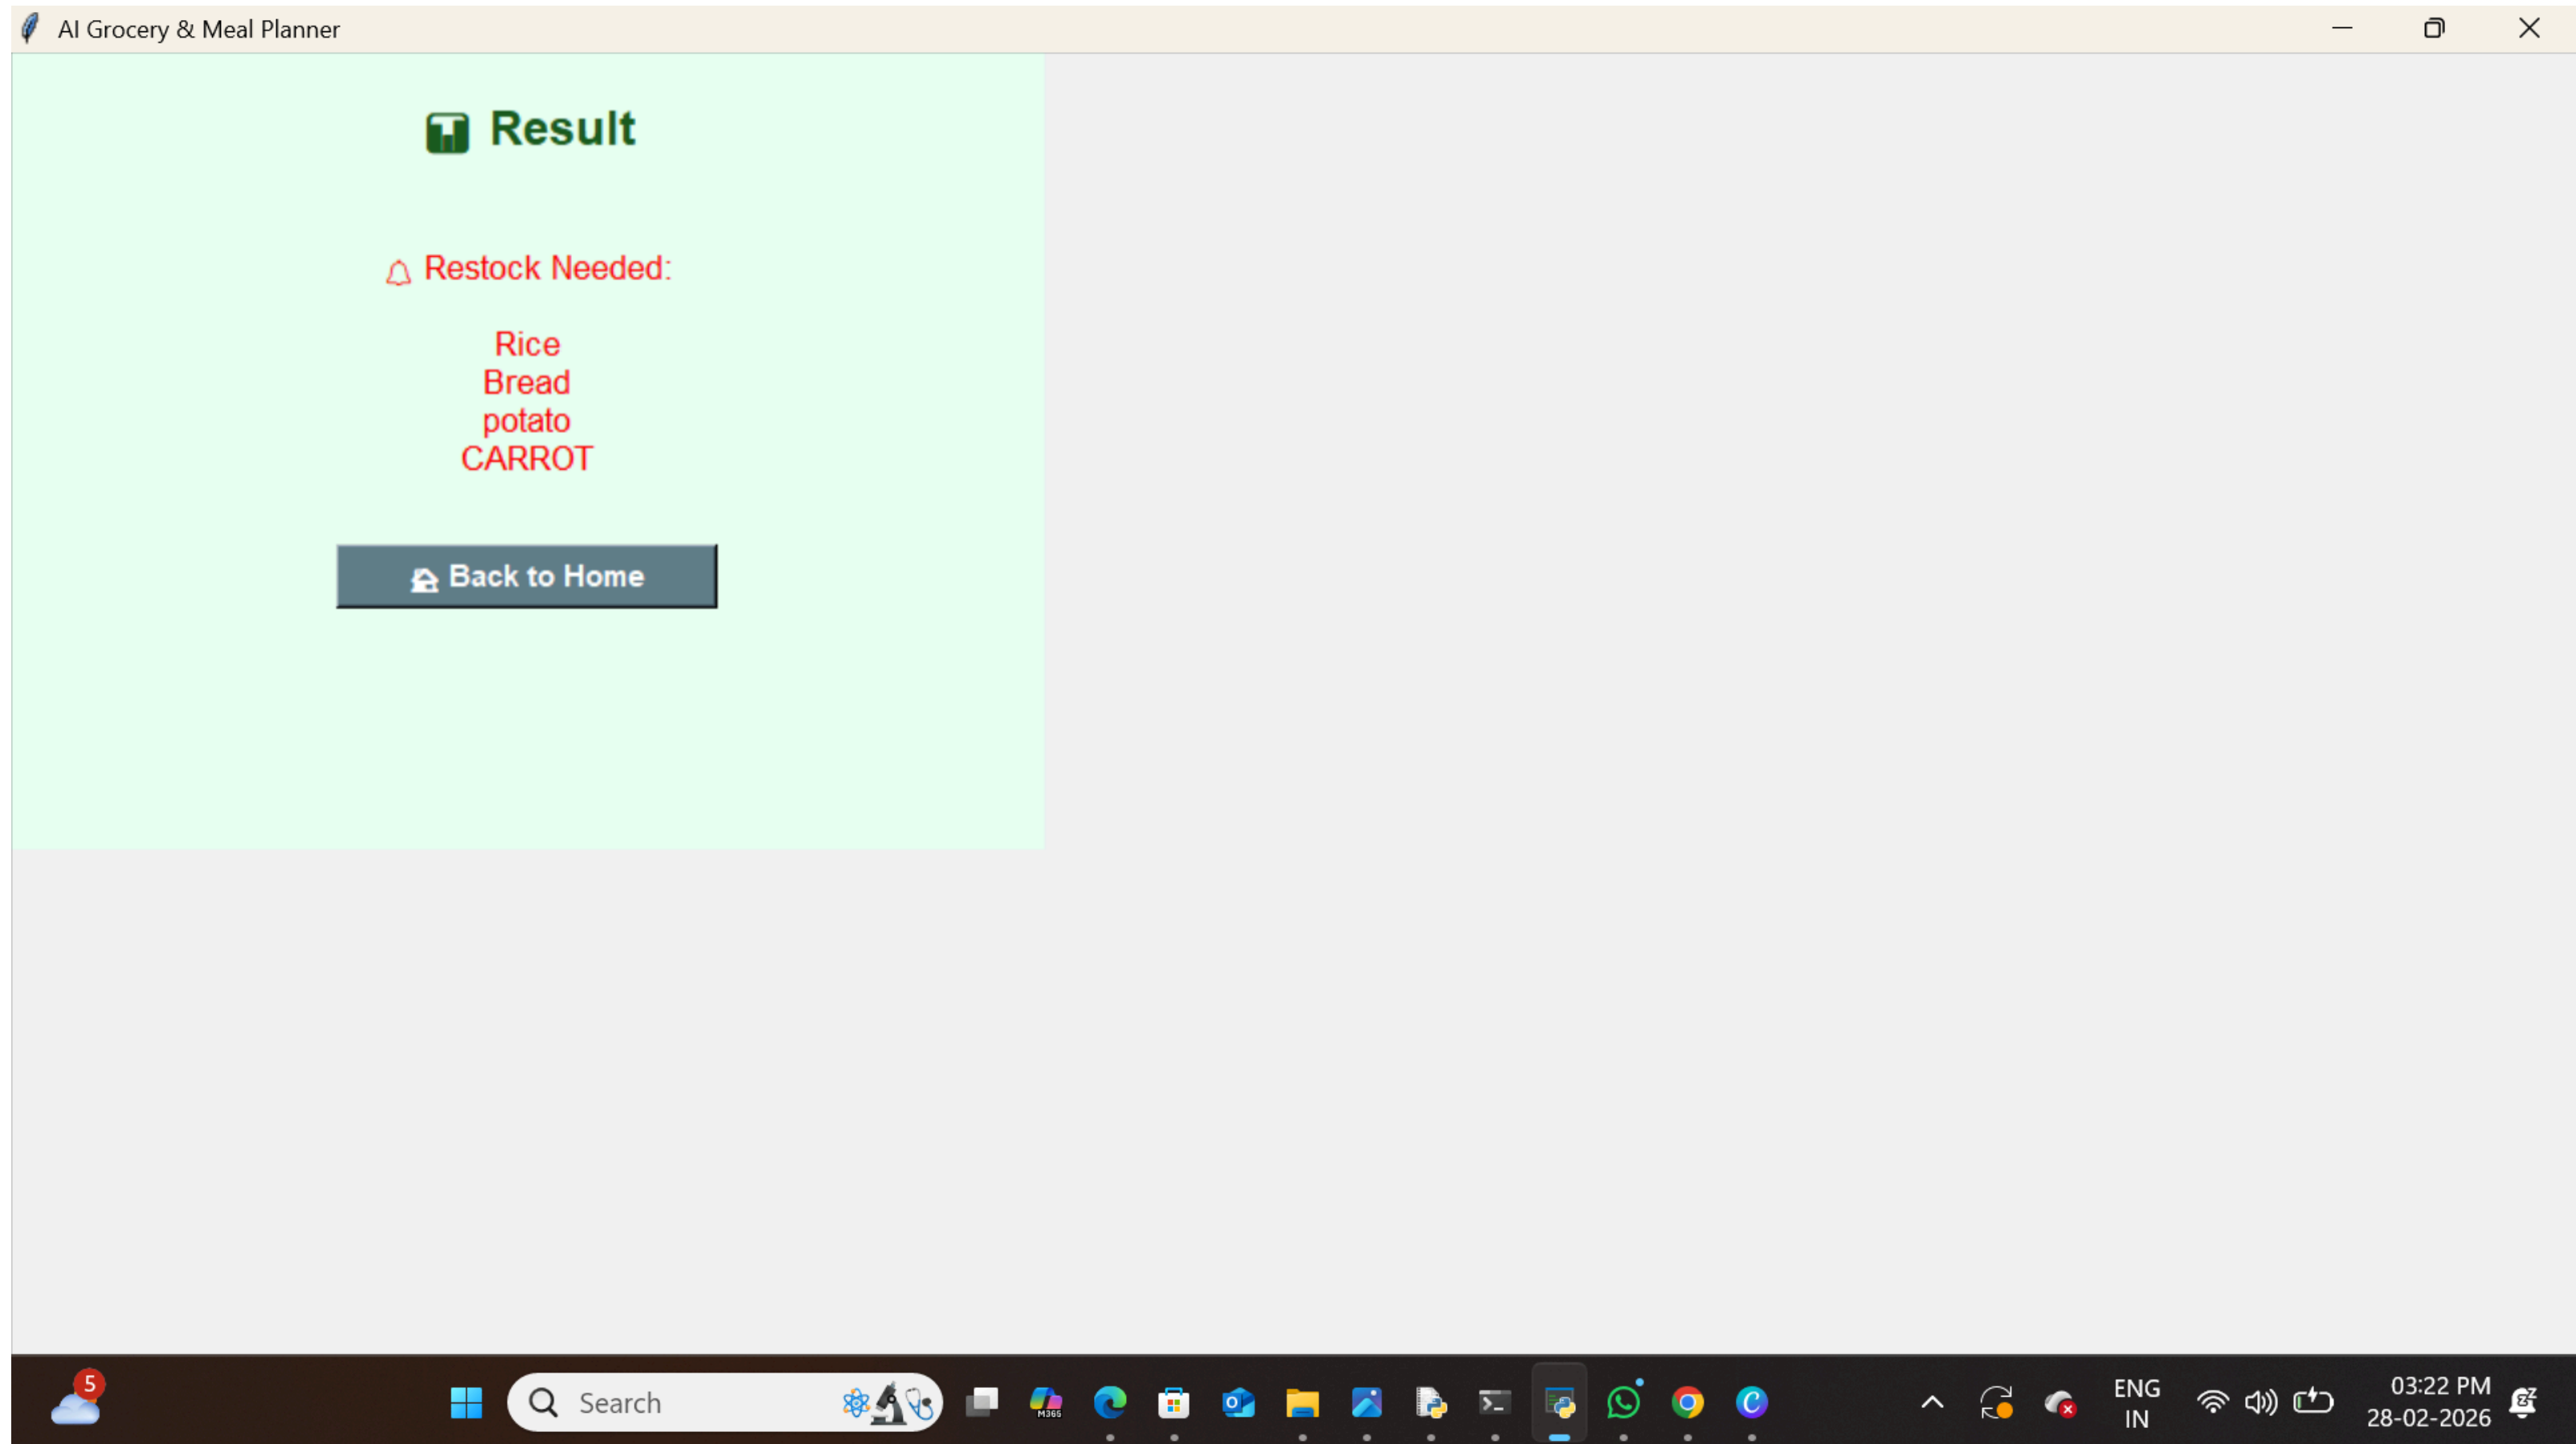 AI Grocery & Meal Planner
Result
Restock Needed:
Rice
Bread
potato
CARROT
Back to Home
5
Search
M365
ENG
IN
03:22 PM
28-02-2026